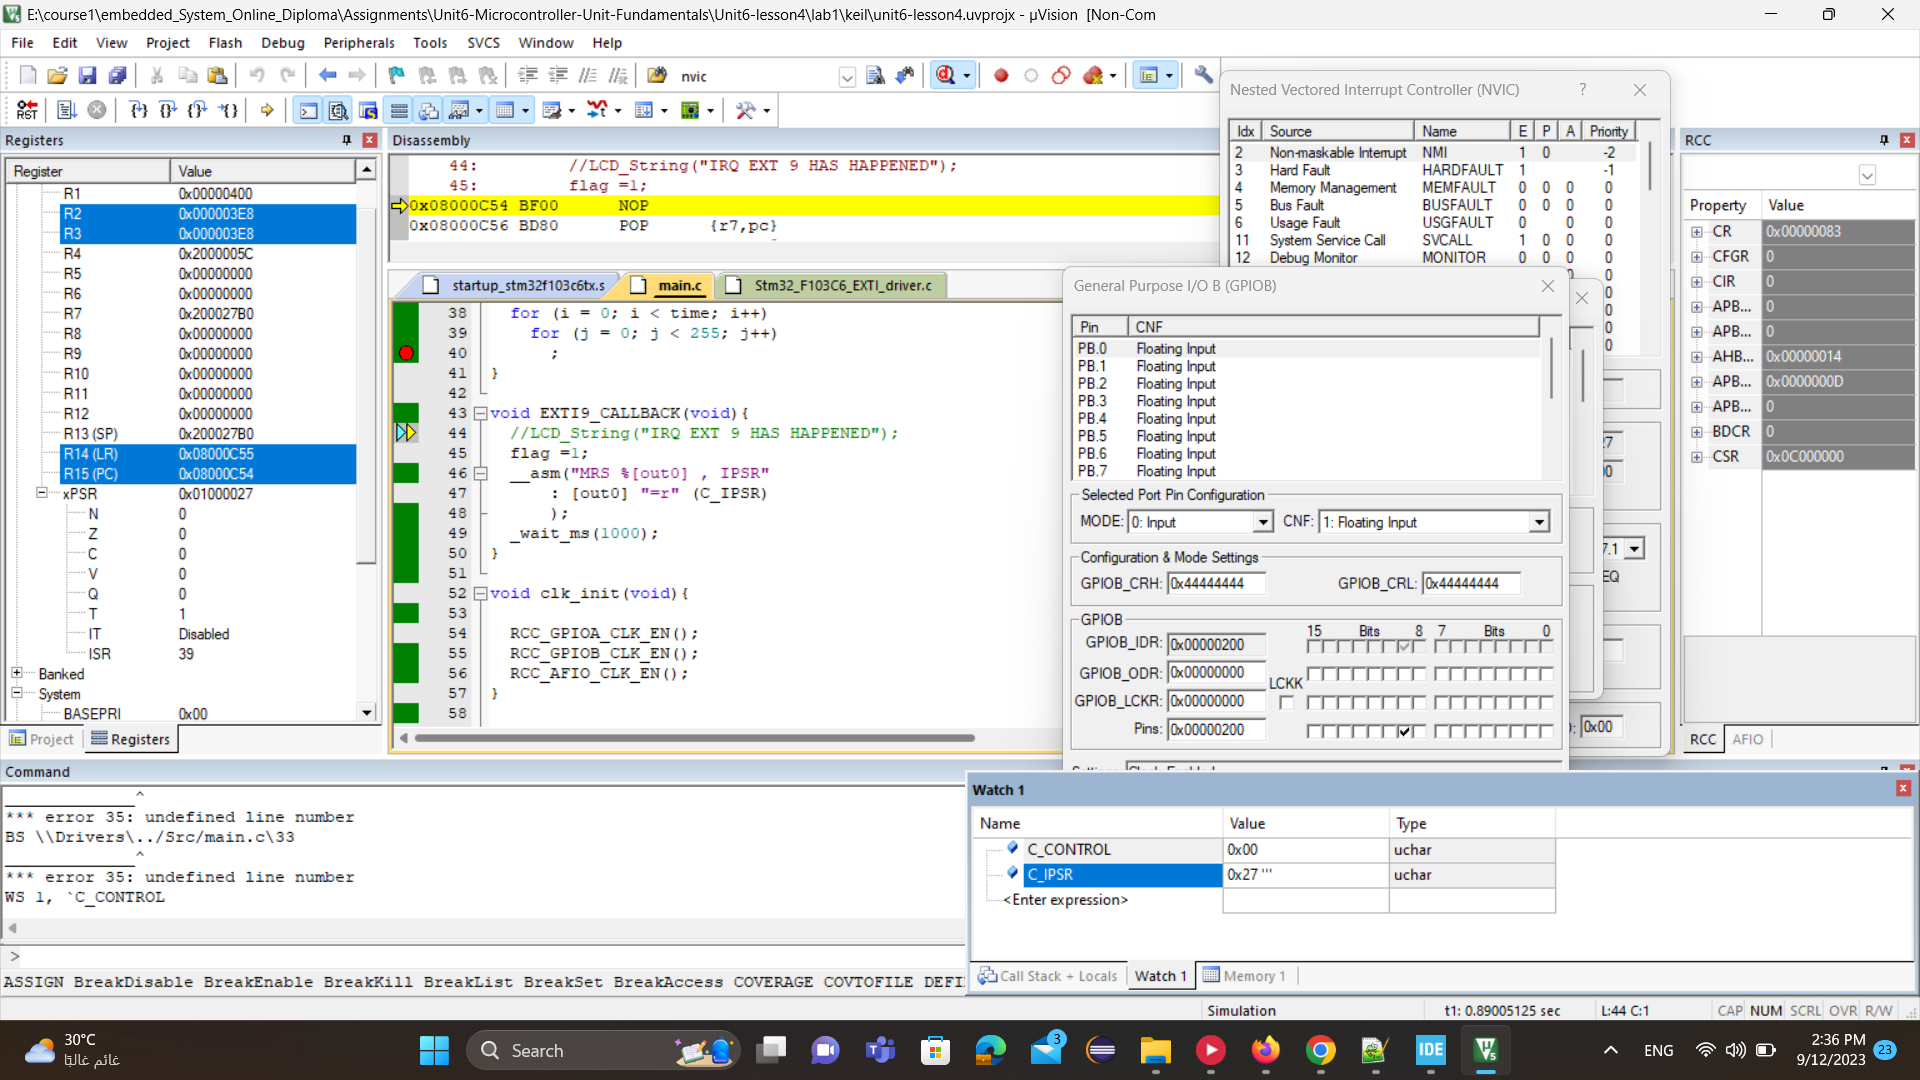 E:\course1\embedded_System_Online_Diploma\Assignments\Unit6-Microcontroller-Unit-Fundamentals\Unit6-lesson4\lab1\keil\unit6-lesson4.uvprojx - µVision [Non-Com
File Edit View Project Flash Debug Peripherals Tools SVCS Window Help
nvic
RST
Registers
Register Value
R1 0x00000400
R2 0x000003E8
R3 0x000003E8
R4 0x2000005C
R5 0x00000000
R6 0x00000000
R7 0x200027B0
R8 0x00000000
R9 0x00000000
R10 0x00000000
R11 0x00000000
R12 0x00000000
R13 (SP) 0x200027B0
R14 (LR) 0x08000C55
R15 (PC) 0x08000C54
xPSR 0x01000027
N 0
Z 0
C 0
V 0
Q 0
T 1
IT Disabled
ISR 39
Banked
System
BASEPRI 0x00
Project Registers
Disassembly
44: //LCD_String("IRQ EXT 9 HAS HAPPENED");
45: flag =1;
0x08000C54 BF00 NOP
0x08000C56 BD80 POP {r7,pc}
startup_stm32f103c6tx.s main.c Stm32_F103C6_EXTI_driver.c
38 for (i = 0; i < time; i++)
39 for (j = 0; j < 255; j++)
40 ;
41 }
42
43 void EXTI9_CALLBACK(void){
44 //LCD_String("IRQ EXT 9 HAS HAPPENED");
45 flag =1;
46 __asm("MRS %[out0] , IPSR"
47 : [out0] "=r" (C_IPSR)
48 );
49 _wait_ms(1000);
50 }
51
52 void clk_init(void){
53
54 RCC_GPIOA_CLK_EN();
55 RCC_GPIOB_CLK_EN();
56 RCC_AFIO_CLK_EN();
57 }
58
Nested Vectored Interrupt Controller (NVIC) ?
Idx Source Name E P A Priority
2 Non-maskable Interrupt NMI 1 0 -2
3 Hard Fault HARDFAULT 1 -1
4 Memory Management MEMFAULT 0 0 0 0
5 Bus Fault BUSFAULT 0 0 0 0
6 Usage Fault USGFAULT 0 0 0 0
11 System Service Call SVCALL 1 0 0 0
12 Debug Monitor MONITOR 0 0 0 0
0
0
0
0
0
7.1
EQ
0x00
General Purpose I/O B (GPIOB)
Pin CNF
PB.0 Floating Input
PB.1 Floating Input
PB.2 Floating Input
PB.3 Floating Input
PB.4 Floating Input
PB.5 Floating Input
PB.6 Floating Input
PB.7 Floating Input
Selected Port Pin Configuration
MODE: 0: Input CNF: 1: Floating Input
Configuration & Mode Settings
GPIOB_CRH: 0x44444444 GPIOB_CRL: 0x44444444
GPIOB
15 Bits 8 7 Bits 0
GPIOB_IDR: 0x00000200
GPIOB_ODR: 0x00000000
LCKK
GPIOB_LCKR: 0x00000000
Pins: 0x00000200
RCC
Property Value
CR 0x00000083
CFGR 0
CIR 0
APB... 0
APB... 0
AHB... 0x00000014
APB... 0x0000000D
APB... 0
BDCR 0
CSR 0x0C000000
RCC AFIO
Command
*** error 35: undefined line number
BS \\Drivers\../Src/main.c\33
*** error 35: undefined line number
WS 1, `C_CONTROL
>
ASSIGN BreakDisable BreakEnable BreakKill BreakList BreakSet BreakAccess COVERAGE COVTOFILE DEFI
Watch 1
Name Value Type
C_CONTROL 0x00 uchar
C_IPSR 0x27 ''' uchar
<Enter expression>
Call Stack + Locals Watch 1 Memory 1
Simulation t1: 0.89005125 sec L:44 C:1 CAP NUM SCRL OVR R/W
30°C
غائم غالبًا
Search
3
IDE
ENG
2:36 PM
9/12/2023
23